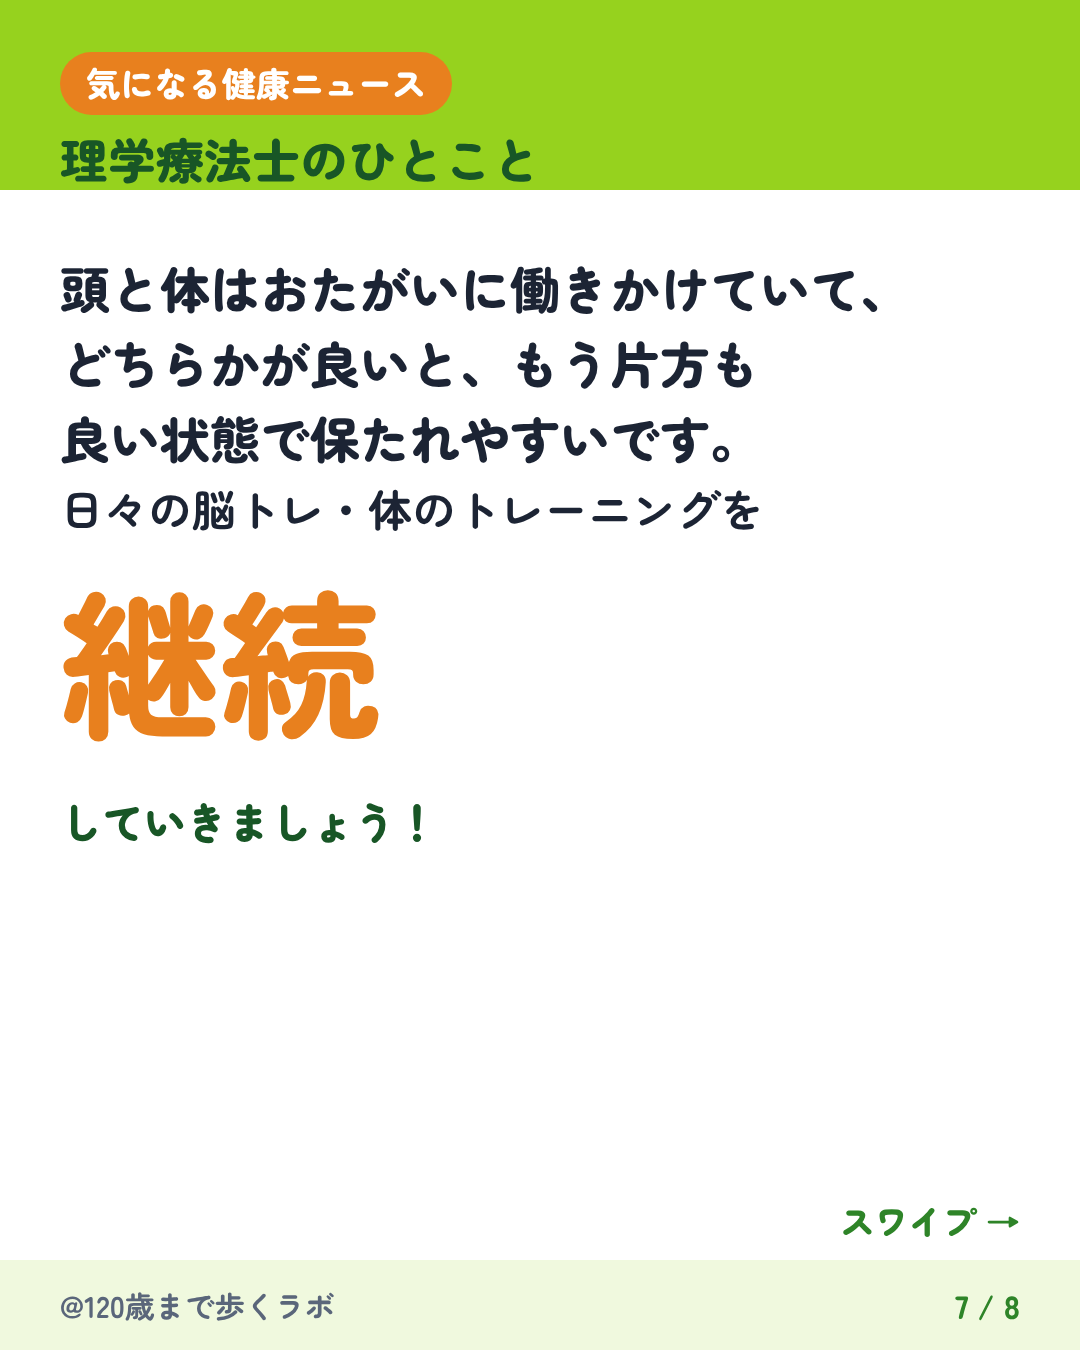 気になる健康ニュース
理学療法士のひとこと
頭と体はおたがいに働きかけていて、
どちらかが良いと、もう片方も
良い状態で保たれやすいです。
日々の脳トレ・体のトレーニングを
継続
していきましょう！
スワイプ →
@120歳まで歩くラボ
7 / 8